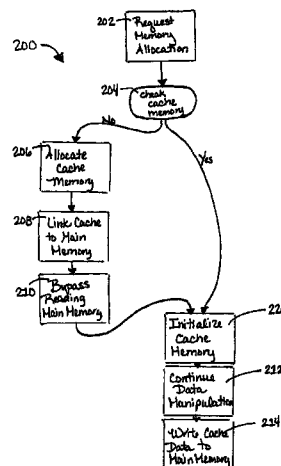 200
202
Request
Memory
Allocation
204
Check
cache
memory
No
Yes
206
Allocate
Cache
Memory
208
Link Cache
to Main
Memory
210
Bypass
Reading
Main Memory
Initialize
Cache
Memory
212
Continue
Data
Manipulation
214
Write Cache
Data to
Main Memory